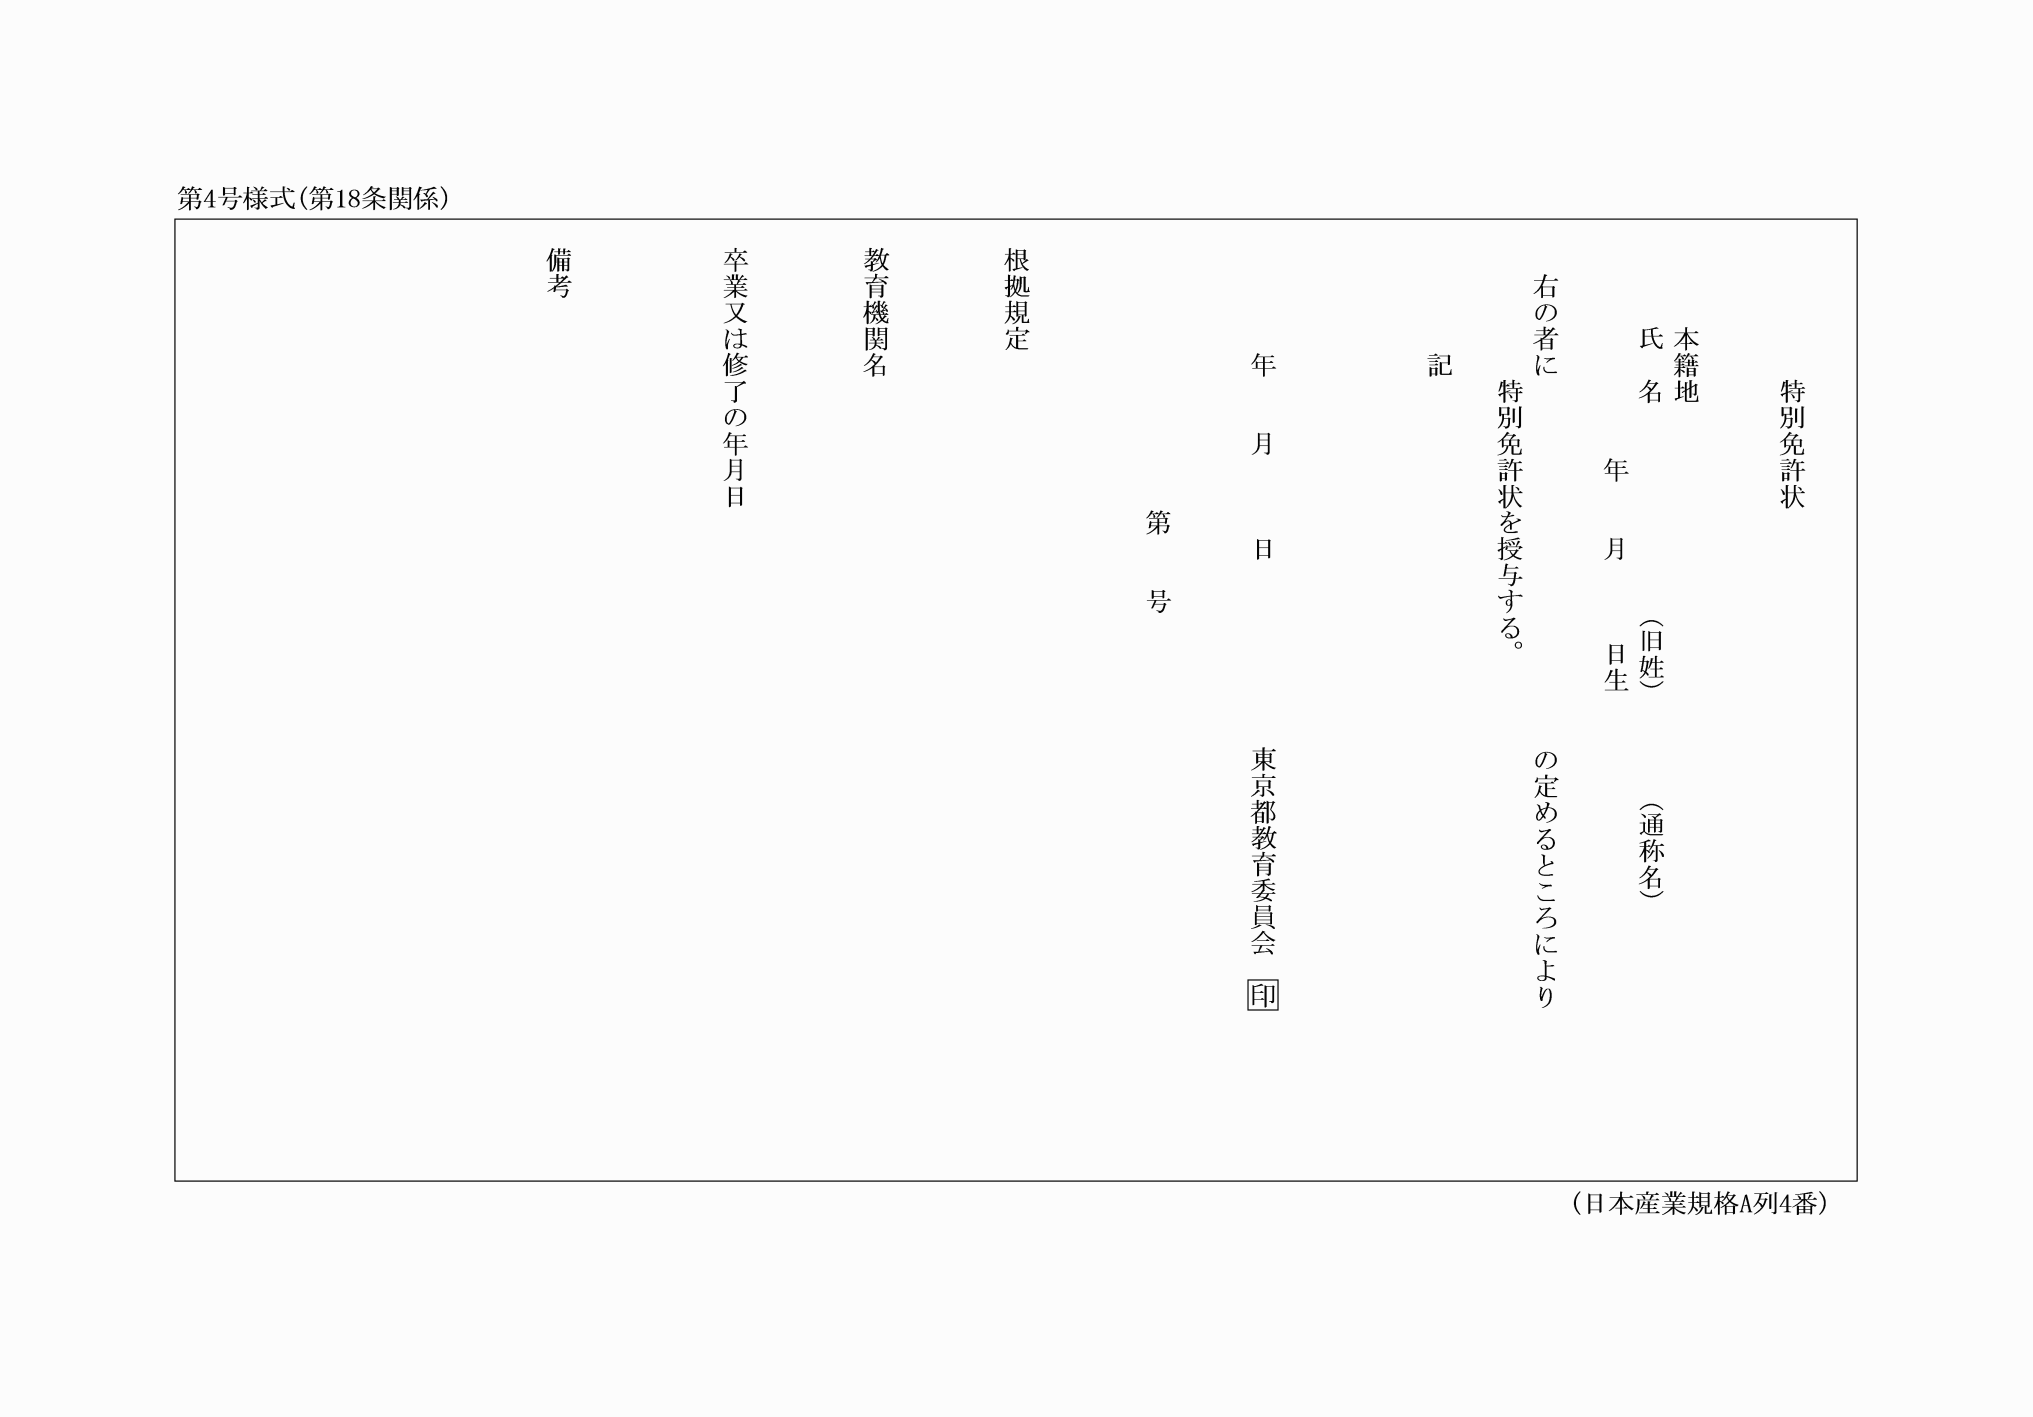 第4号様式(第18条関係)
特別免許状
本籍地
氏　名　　　　　　　　(旧姓)　　　　(通称名)
年　　月　　　日生
右の者に　　　　　　　　　　　　　　の定めるところにより
特別免許状を授与する。
記
年　　月　　　日　　　　　　　東京都教育委員会　印
第　　号
根拠規定
教育機関名
卒業又は修了の年月日
備考
(日本産業規格A列4番)